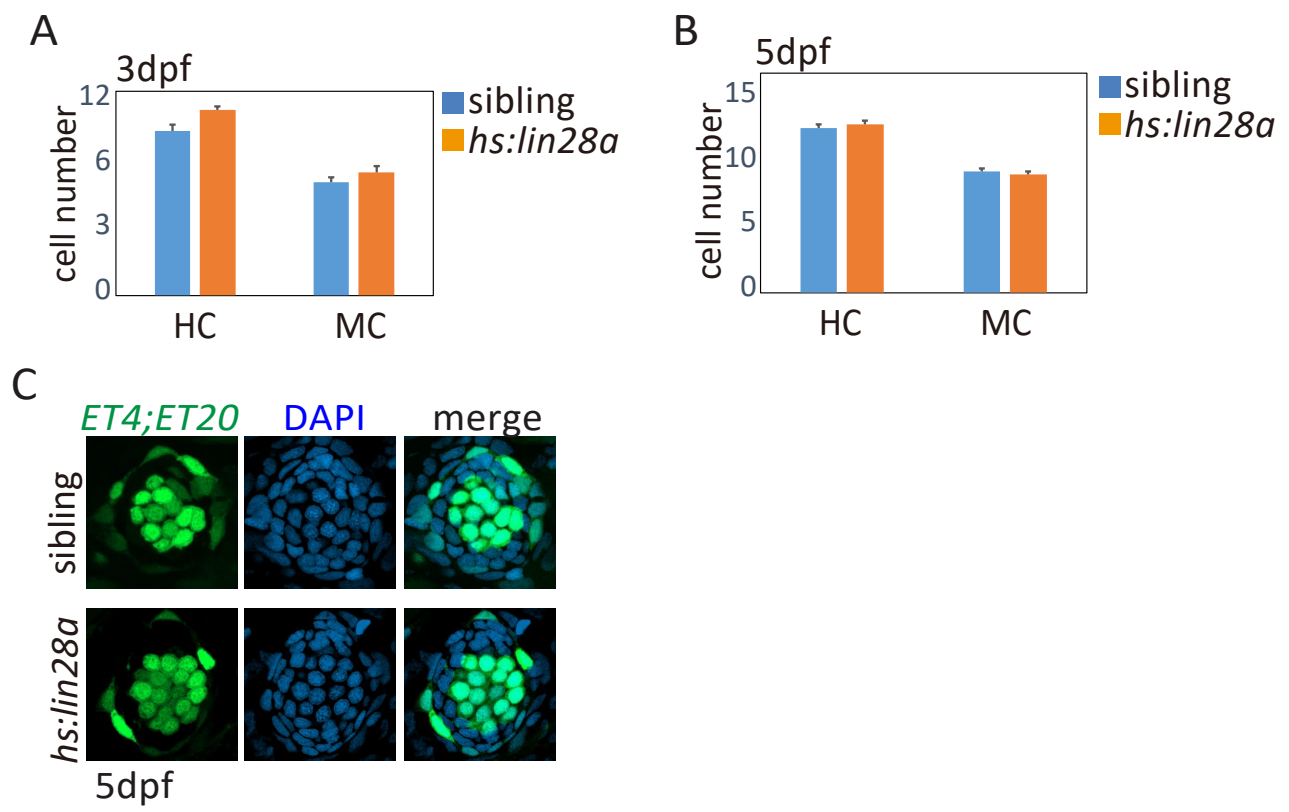 A
3dpf
cell number
12
6
3
0
HC
MC
sibling
hs:lin28a
B
5dpf
cell number
15
10
5
0
HC
MC
sibling
hs:lin28a
C
ET4;ET20
DAPI
merge
sibling
hs:lin28a
5dpf